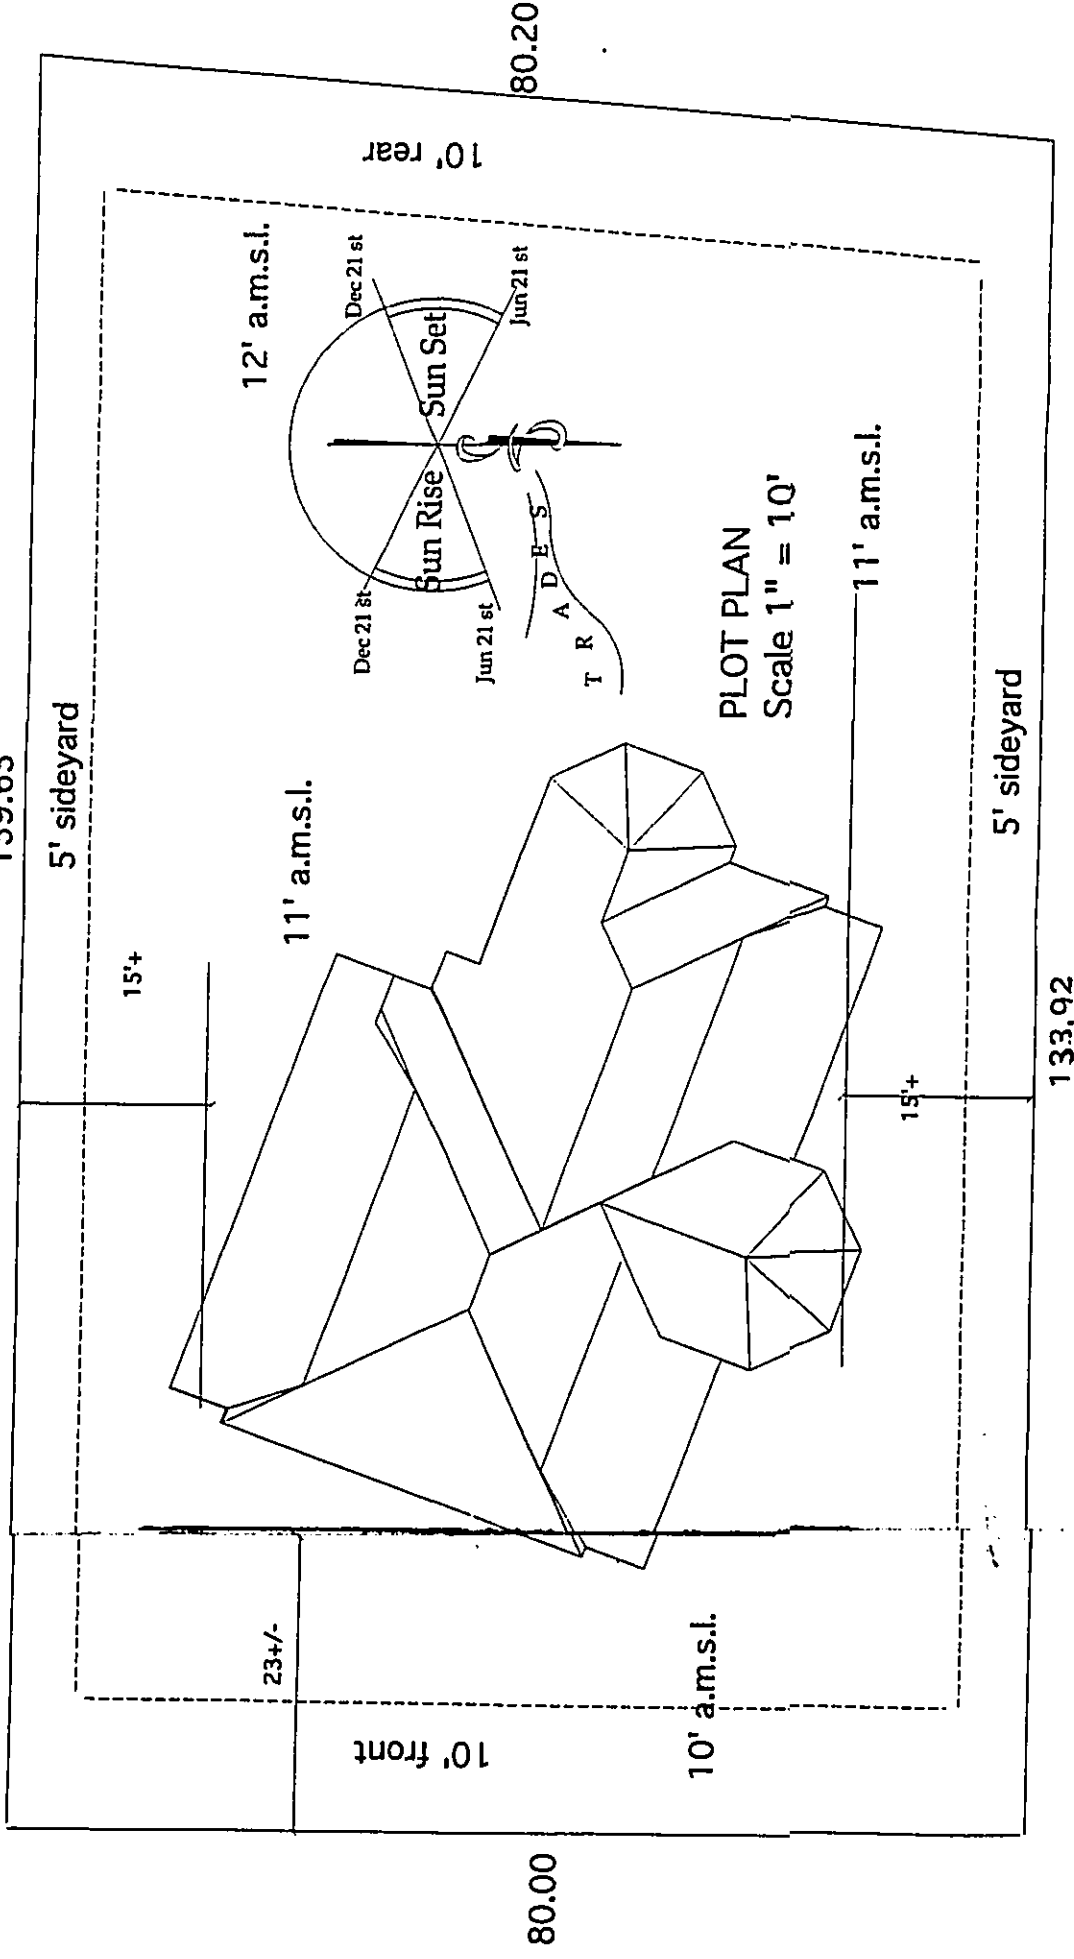 80.20
10' rear
12' a.m.s.l.
Dec 21 st
Jun 21 st
Sun Set
Sun Rise
Dec 21 st
Jun 21 st
T R A D E S
PLOT PLAN
Scale 1" = 10'
11' a.m.s.l.
5' sideyard
11' a.m.s.l.
15'+
5' sideyard
133.92
15'+
23+/-
10' front
10' a.m.s.l.
80.00